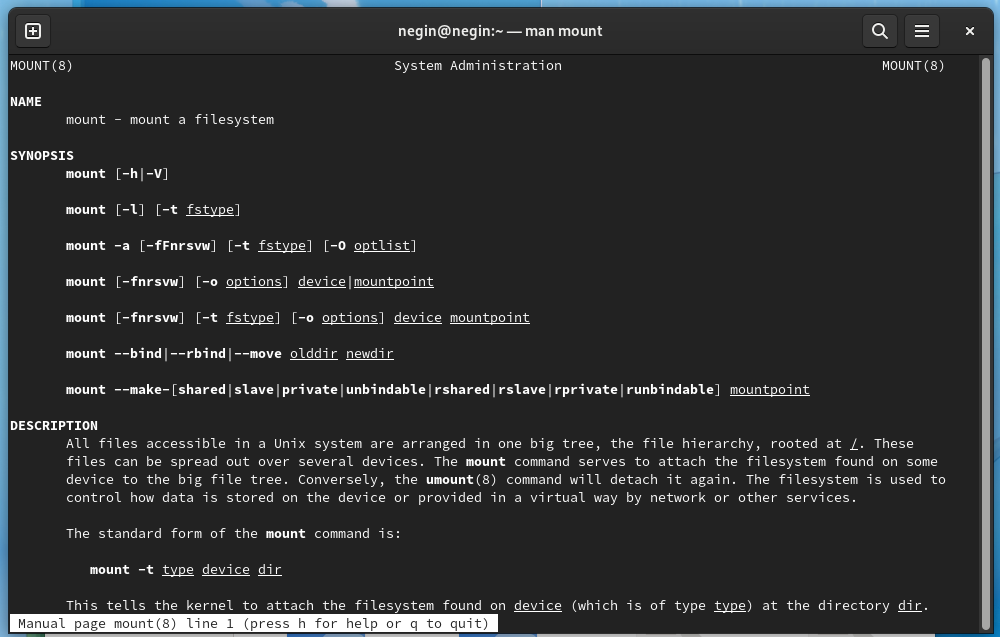 negin@negin:~ — man mount
MOUNT(8) System Administration MOUNT(8)
NAME
mount - mount a filesystem
SYNOPSIS
mount [-h|-V]
mount [-l] [-t fstype]
mount -a [-fFnrsvw] [-t fstype] [-O optlist]
mount [-fnrsvw] [-o options] device|mountpoint
mount [-fnrsvw] [-t fstype] [-o options] device mountpoint
mount --bind|--rbind|--move olddir newdir
mount --make-[shared|slave|private|unbindable|rshared|rslave|rprivate|runbindable] mountpoint
DESCRIPTION
All files accessible in a Unix system are arranged in one big tree, the file hierarchy, rooted at /. These
files can be spread out over several devices. The mount command serves to attach the filesystem found on some
device to the big file tree. Conversely, the umount(8) command will detach it again. The filesystem is used to
control how data is stored on the device or provided in a virtual way by network or other services.
The standard form of the mount command is:
mount -t type device dir
This tells the kernel to attach the filesystem found on device (which is of type type) at the directory dir.
Manual page mount(8) line 1 (press h for help or q to quit)